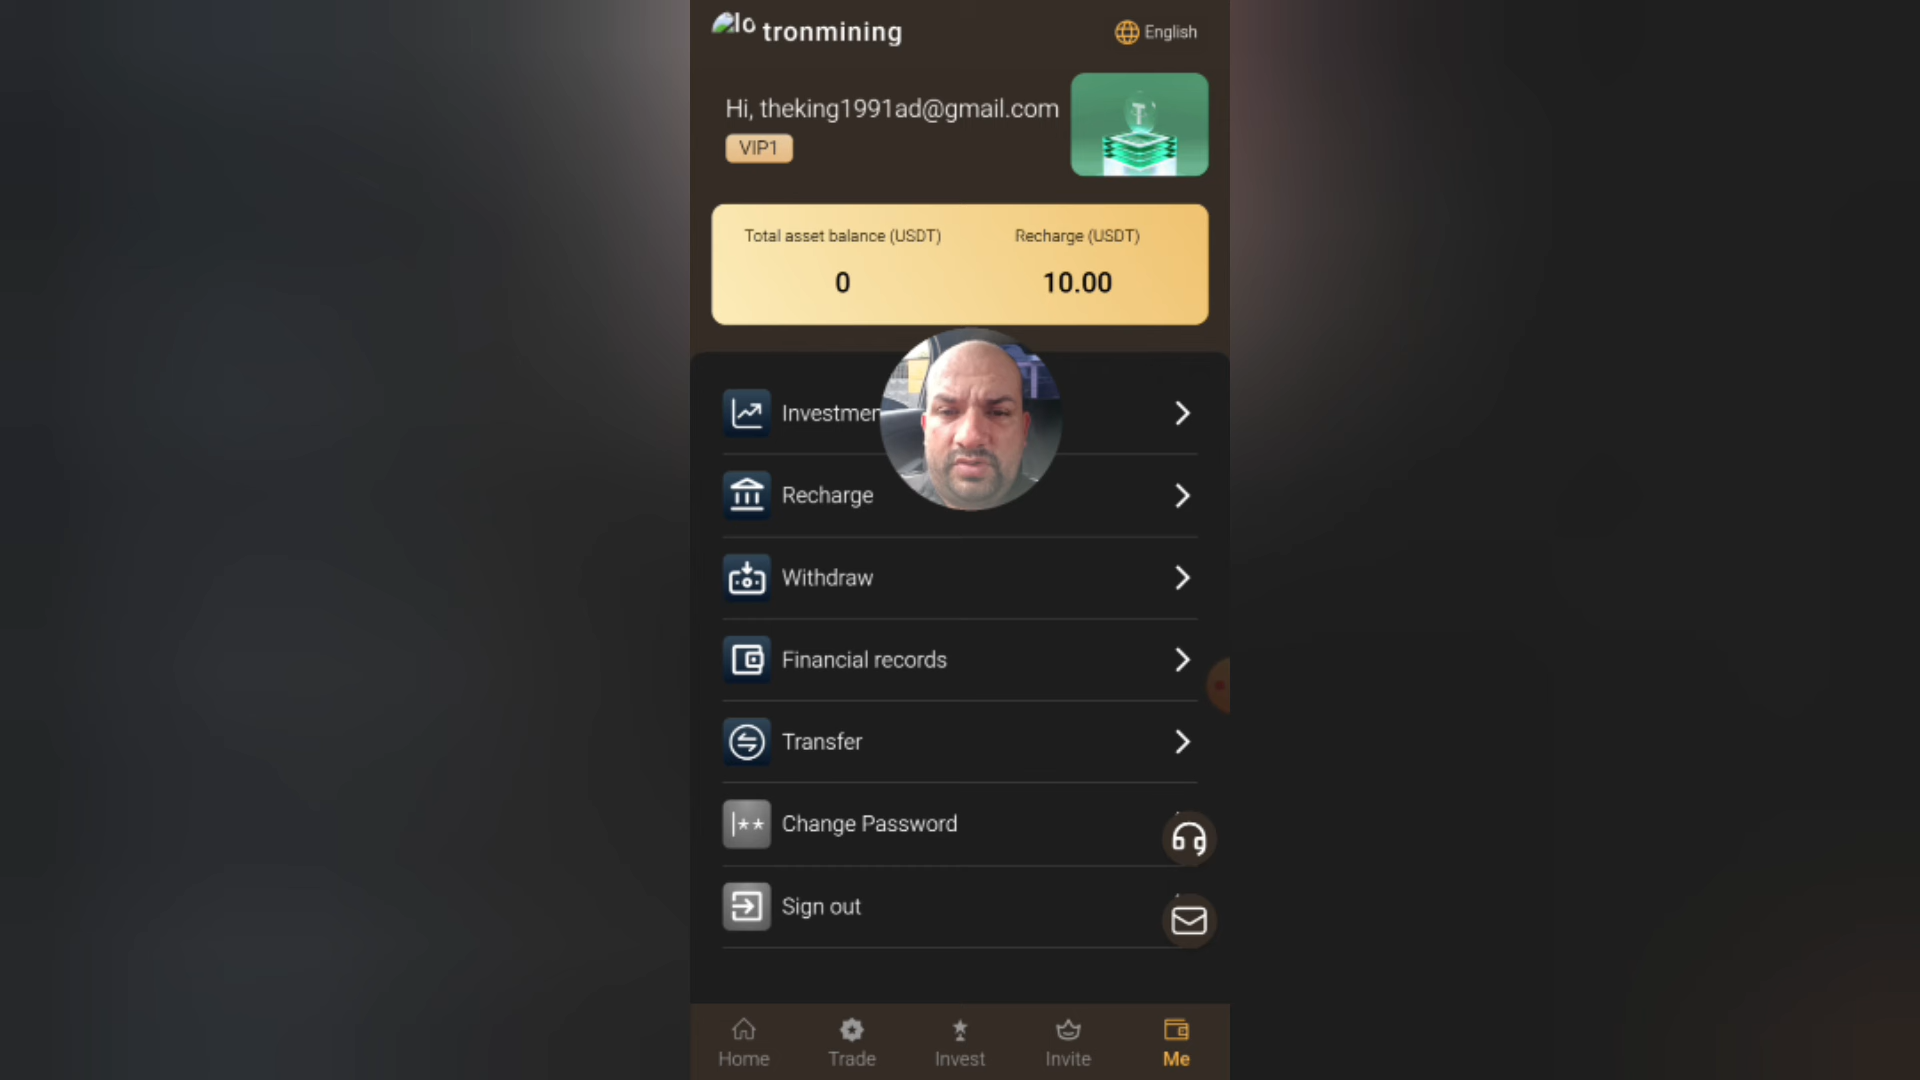 lo tronmining
English
Hi, theking1991ad@gmail.com
VIP1
Total asset balance (USDT)
Recharge (USDT)
0
10.00
Investmen
Recharge
Withdraw
Financial records
Transfer
|**
Change Password
Sign out
Home
Trade
Invest
Invite
Me